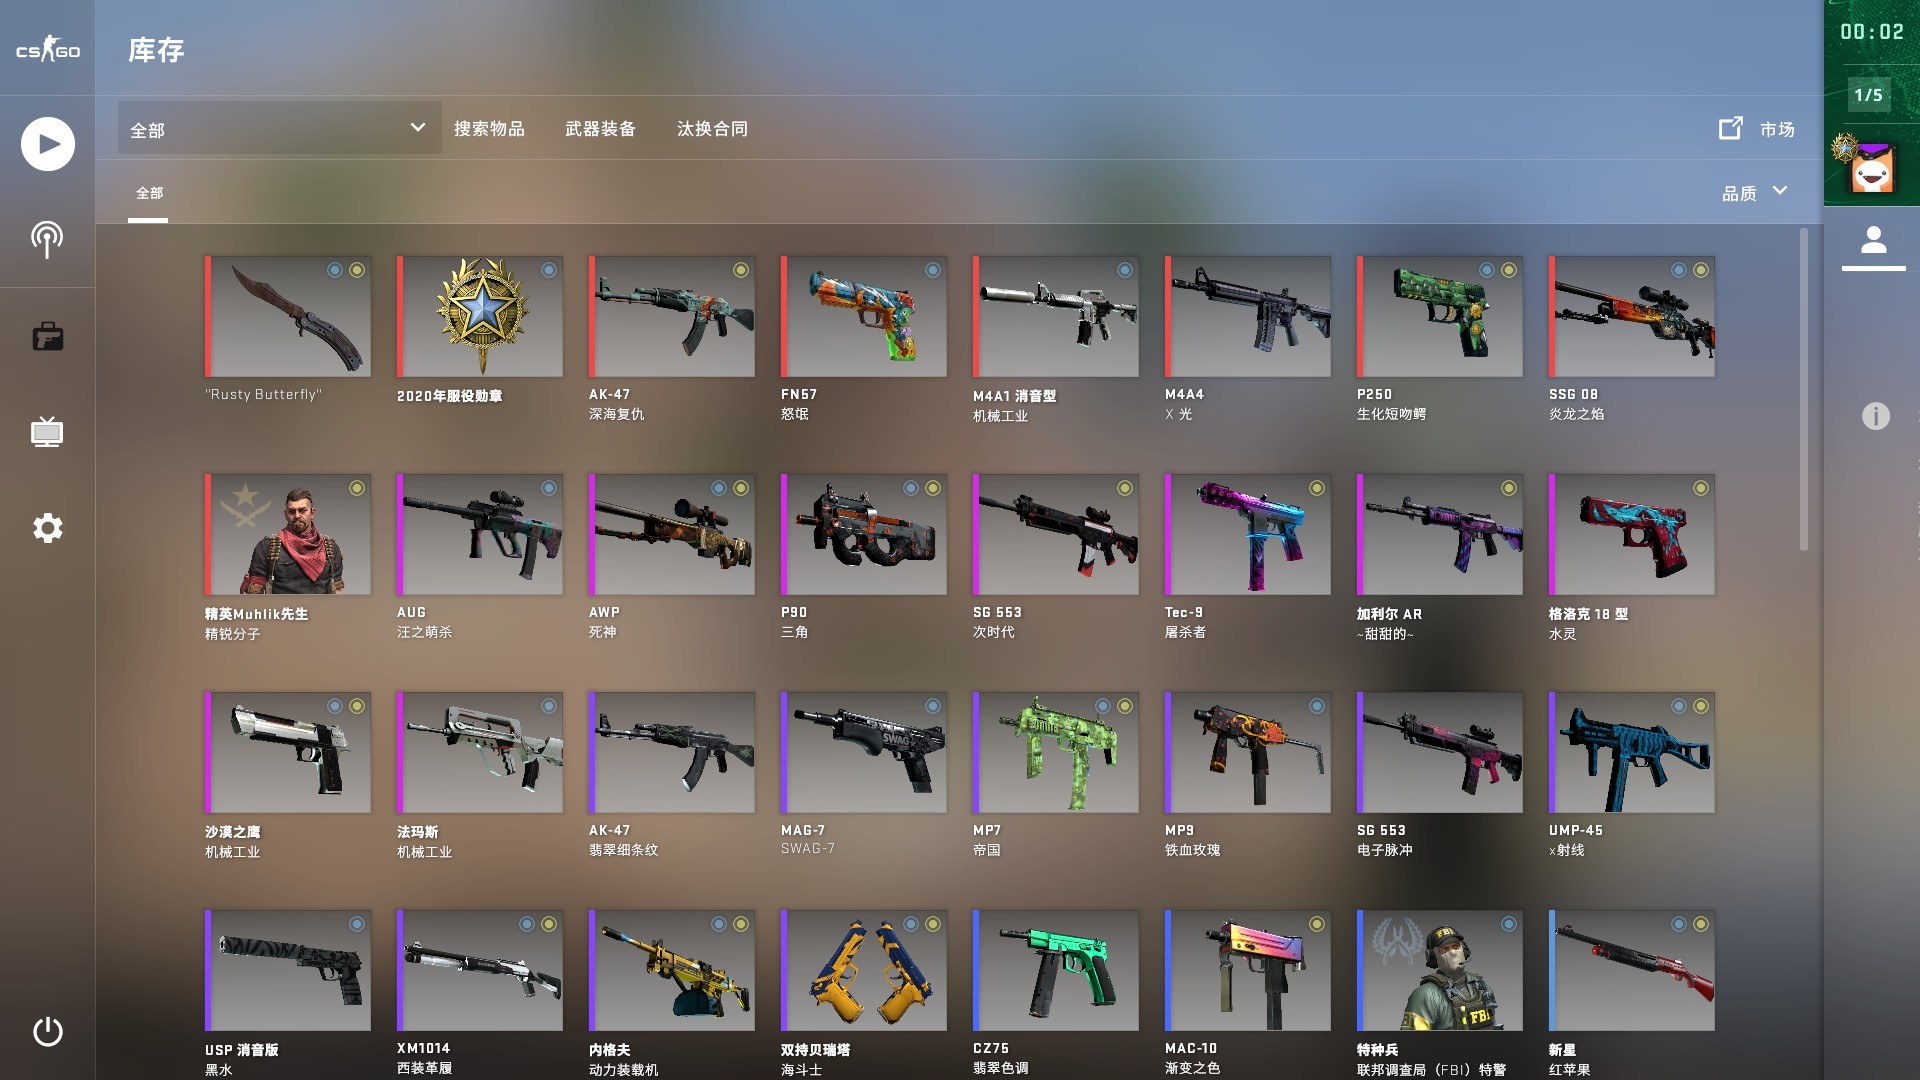 CS GO
库存
00:02
1/5
全部
搜索物品
武器装备
汰换合同
市场
全部
品质
"Rusty Butterfly"
2020年服役勋章
AK-47
深海复仇
FN57
怒氓
M4A1 消音型
机械工业
M4A4
X 光
P250
生化短吻鳄
SSG 08
炎龙之焰
精英Muhlik先生
精锐分子
AUG
汪之萌杀
AWP
死神
P90
三角
SG 553
次时代
Tec-9
屠杀者
加利尔 AR
~甜甜的~
格洛克 18 型
水灵
沙漠之鹰
机械工业
法玛斯
机械工业
AK-47
翡翠细条纹
SWAG
MAG-7
SWAG-7
MP7
帝国
MP9
铁血玫瑰
SG 553
电子脉冲
UMP-45
x射线
USP 消音版
黑水
XM1014
西装革履
内格夫
动力装载机
双持贝瑞塔
海斗士
CZ75
翡翠色调
MAC-10
渐变之色
FBI
FBI
特种兵
联邦调查局（FBI）特警
新星
红苹果